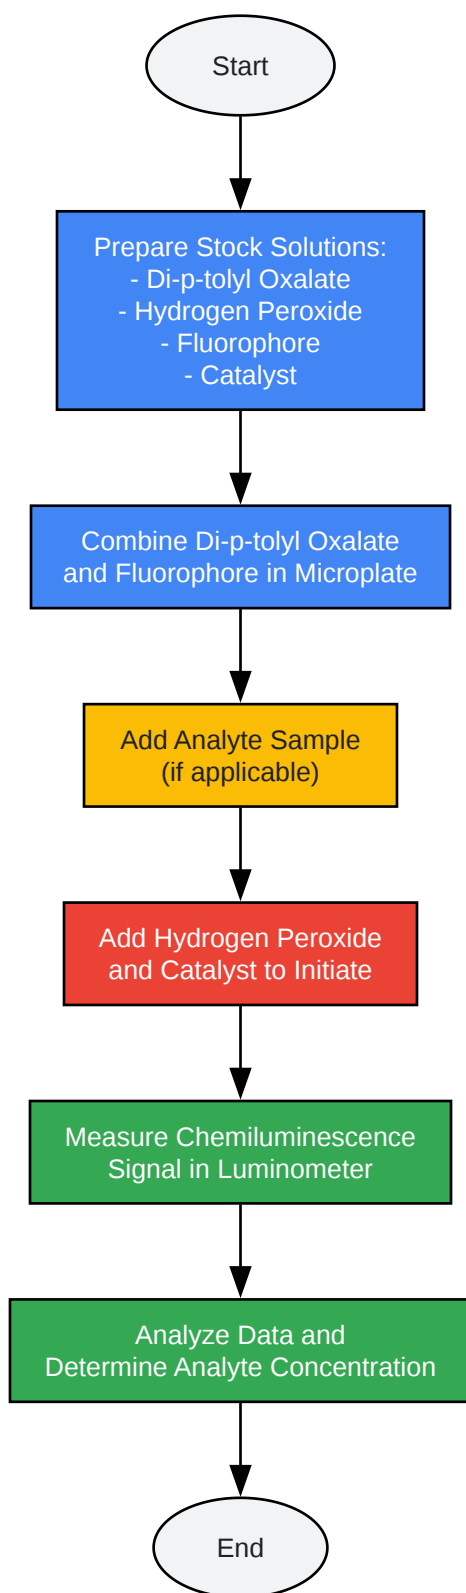 Start
Prepare Stock Solutions:
- Di-p-tolyl Oxalate
- Hydrogen Peroxide
- Fluorophore
- Catalyst
Combine Di-p-tolyl Oxalate
and Fluorophore in Microplate
Add Analyte Sample
(if applicable)
Add Hydrogen Peroxide
and Catalyst to Initiate
Measure Chemiluminescence
Signal in Luminometer
Analyze Data and
Determine Analyte Concentration
End